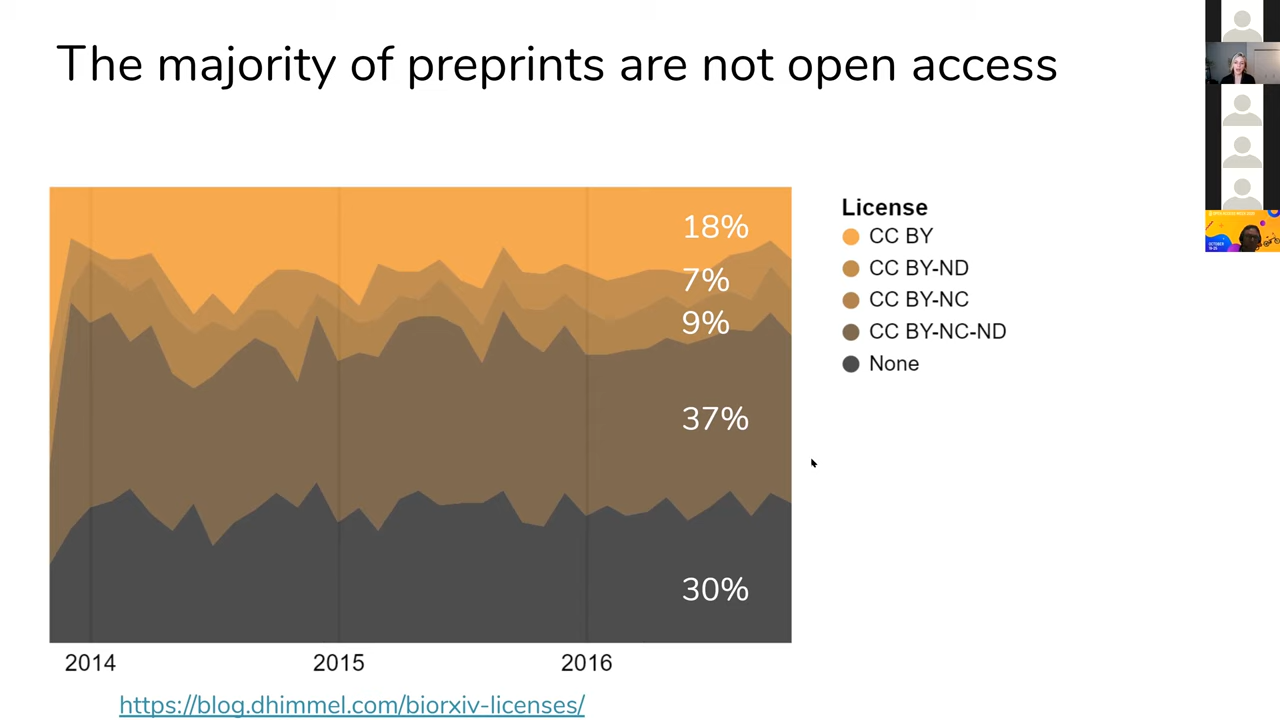 The majority of preprints are not open access
18%
7%
9%
37%
30%
License
CC BY
CC BY-ND
CC BY-NC
CC BY-NC-ND
None
2014 2015 2016
https://blog.dhimmel.com/biorxiv-licenses/